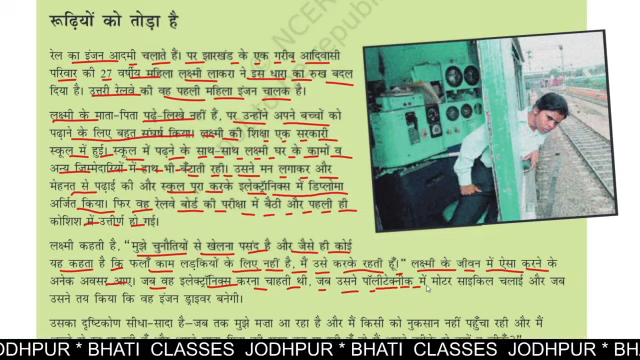 रूढ़ियों को तोड़ा है
रेल का इंजन आदमी चलाते हैं। पर झारखंड के एक गरीब आदिवासी
परिवार की 27 वर्षीय महिला लक्ष्मी लाकरा ने इस धारा का रुख बदल
दिया है। उत्तरी रेलवे की वह पहली महिला इंजन चालक है।
लक्ष्मी के माता-पिता पढ़े-लिखे नहीं हैं, पर उन्होंने अपने बच्चों को
पढ़ाने के लिए बहुत संघर्ष किया। लक्ष्मी की शिक्षा एक सरकारी
स्कूल में हुई। स्कूल में पढ़ने के साथ-साथ लक्ष्मी घर के कामों व
अन्य ज़िम्मेदारियों में हाथ भी बँटाती रही। उसने मन लगाकर और
मेहनत से पढ़ाई की और स्कूल पूरा करके इलेक्ट्रॉनिक्स में डिप्लोमा
अर्जित किया। फिर वह रेलवे बोर्ड की परीक्षा में बैठी और पहली ही
कोशिश में उत्तीर्ण हो गई।
लक्ष्मी कहती है, "मुझे चुनौतियों से खेलना पसंद है और जैसे ही कोई
यह कहता है कि फलाँ काम लड़कियों के लिए नहीं है, मैं उसे करके रहती हूँ।" लक्ष्मी के जीवन में ऐसा करने के
अनेक अवसर आए। जब वह इलेक्ट्रॉनिक्स करना चाहती थी, जब उसने पॉलीटेक्नीक में मोटर साइकिल चलाई और जब
उसने तय किया कि वह इंजन ड्राइवर बनेगी।
उसका दृष्टिकोण सीधा-सादा है—जब तक मुझे मज़ा आ रहा है और मैं किसी को नुकसान नहीं पहुँचा रही और मैं
ODHPUR * BHATI CLASSES JODHPUR * BHATI CLASSES JODHPUR * BHA